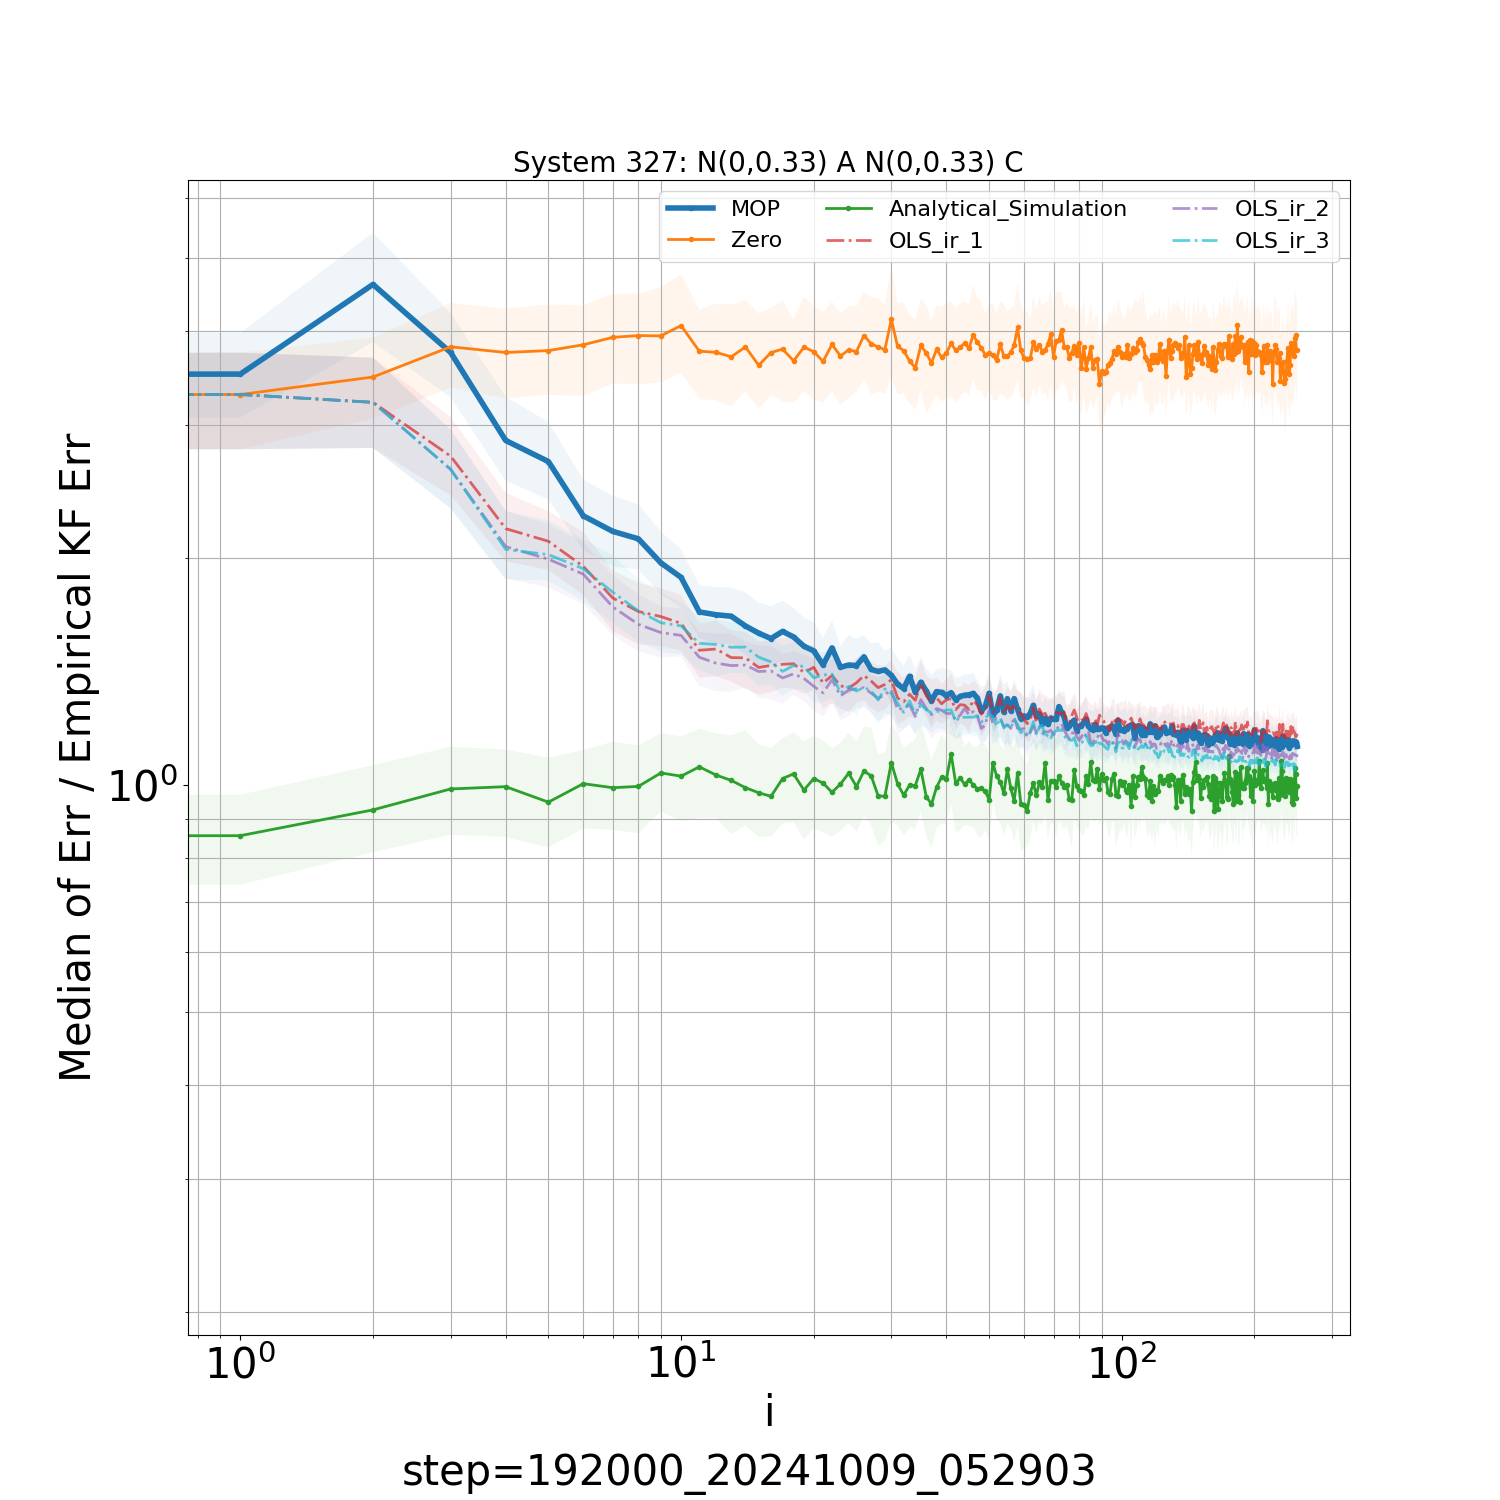 System 327: N(0,0.33) A N(0,0.33) C
MOP
Zero
Analytical_Simulation
OLS_ir_1
OLS_ir_2
OLS_ir_3
Median of Err / Empirical KF Err
10⁰
10⁰ 10¹ 10²
i
step=192000_20241009_052903